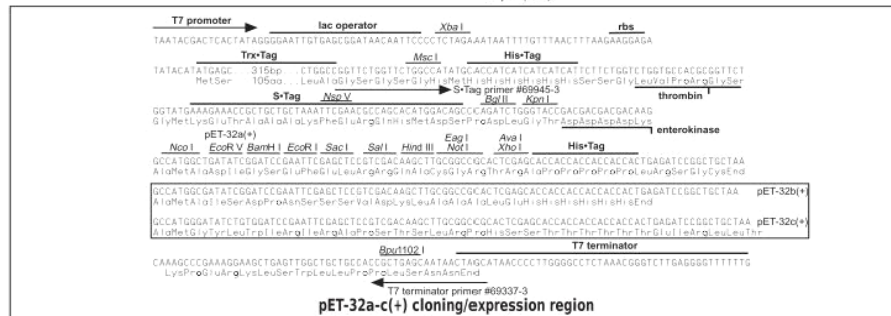 T7 promoter lac operator Xba I rbs
TAATACGACTCACTATAGGGGAATTGTGAGCGGATAACAATTCCCCTCTAGAAATAATTTTGTTTAACTTTAAGAAGGAGA
Trx•Tag Msc I His•Tag
TATACATATGAGC...315bp...CTGGCCGGTTCTGGTTCTGGCCATATGCACCATCATCATCATCATTCTTCTGGTCTGGTGCCACGCGGTTCT
MetSer 105aa LeuAlaGlySerGlySerGlyHisMetHisHisHisHisHisHisSerSerGlyLeuValProArgGlySer
S•Tag primer #69945-3
thrombin
S•Tag Nsp V Bgl II Kpn I
GGTATGAAAGAAACCGCTGCTGCTAAATTCGAACGCCAGCACATGGACAGCCCAGATCTGGGTACCGACGACGACGACAAG
GlyMetLysGluThrAlaAlaAlaLysPheGluArgGlnHisMetAspSerProAspLeuGlyThrAspAspAspAspLys
enterokinase
pET-32a(+)
Nco I EcoR V BamH I EcoR I Sac I Sal I Hind III Eag I Not I Ava I Xho I His•Tag
GCCATGGCTGATATCGGATCCGAATTCGAGCTCCGTCGACAAGCTTGCGGCCGCACTCGAGCACCACCACCACCACCACTGAGATCCGGCTGCTAA
AlaMetAlaAspIleGlySerGluPheGluLeuArgArgGlnAlaCysGlyArgThrArgAlaProProProProProProLeuArgSerGlyCysEnd
GCCATGGCGATATCGGATCCGAATTCGAGCTCCGTCGACAAGCTTGCGGCCGCACTCGAGCACCACCACCACCACCACTGAGATCCGGCTGCTAA pET-32b(+)
AlaMetAlaIleSerAspProAsnSerSerSerValAspLysLeuAlaAlaAlaLeuGluHisHisHisHisHisHisEnd
GCCATGGGATATCTGTGGATCCGAATTCGAGCTCCGTCGACAAGCTTGCGGCCGCACTCGAGCACCACCACCACCACCACTGAGATCCGGCTGCTAA pET-32c(+)
AlaMetGlyTyrLeuTrpIleArgIleArgAlaProSerThrSerLeuArgProHisSerSerThrThrThrThrThrThrGluIleArgLeuLeuThr
Bpu1102 I T7 terminator
CAAAGCCCGAAAGGAAGCTGAGTTGGCTGCTGCCACCGCTGAGCAATAACTAGCATAACCCCTTGGGGCCTCTAAACGGGTCTTGAGGGGTTTTTTG
LysProGluArgLysLeuSerTrpLeuLeuProProLeuSerAsnAsnEnd
T7 terminator primer #69337-3
pET-32a-c(+) cloning/expression region